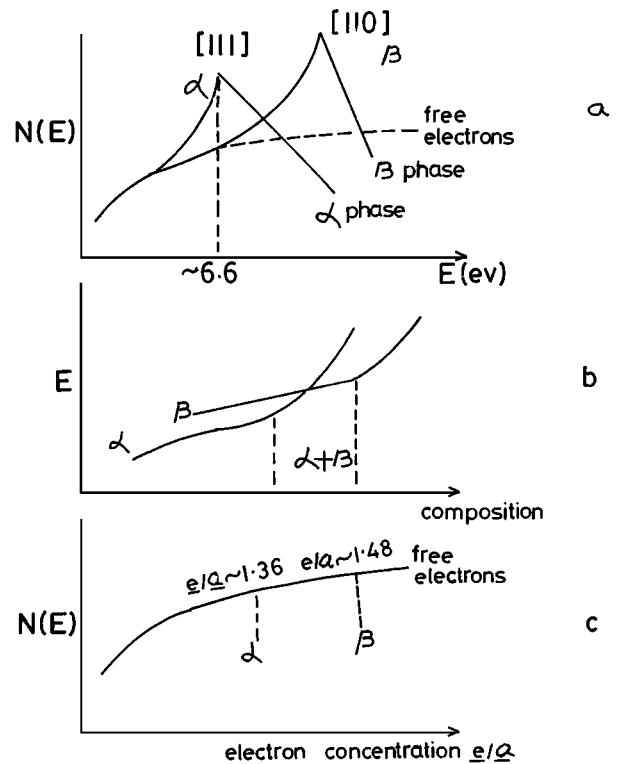 [110]
[111]
β
α
a
N(E)
free
electrons
β phase
α phase
~6.6
E(ev)
E
b
β
α
α+β
composition
e/a~1.36 e/a~1.48
free
electrons
N(E)
c
α
β
electron concentration e/a